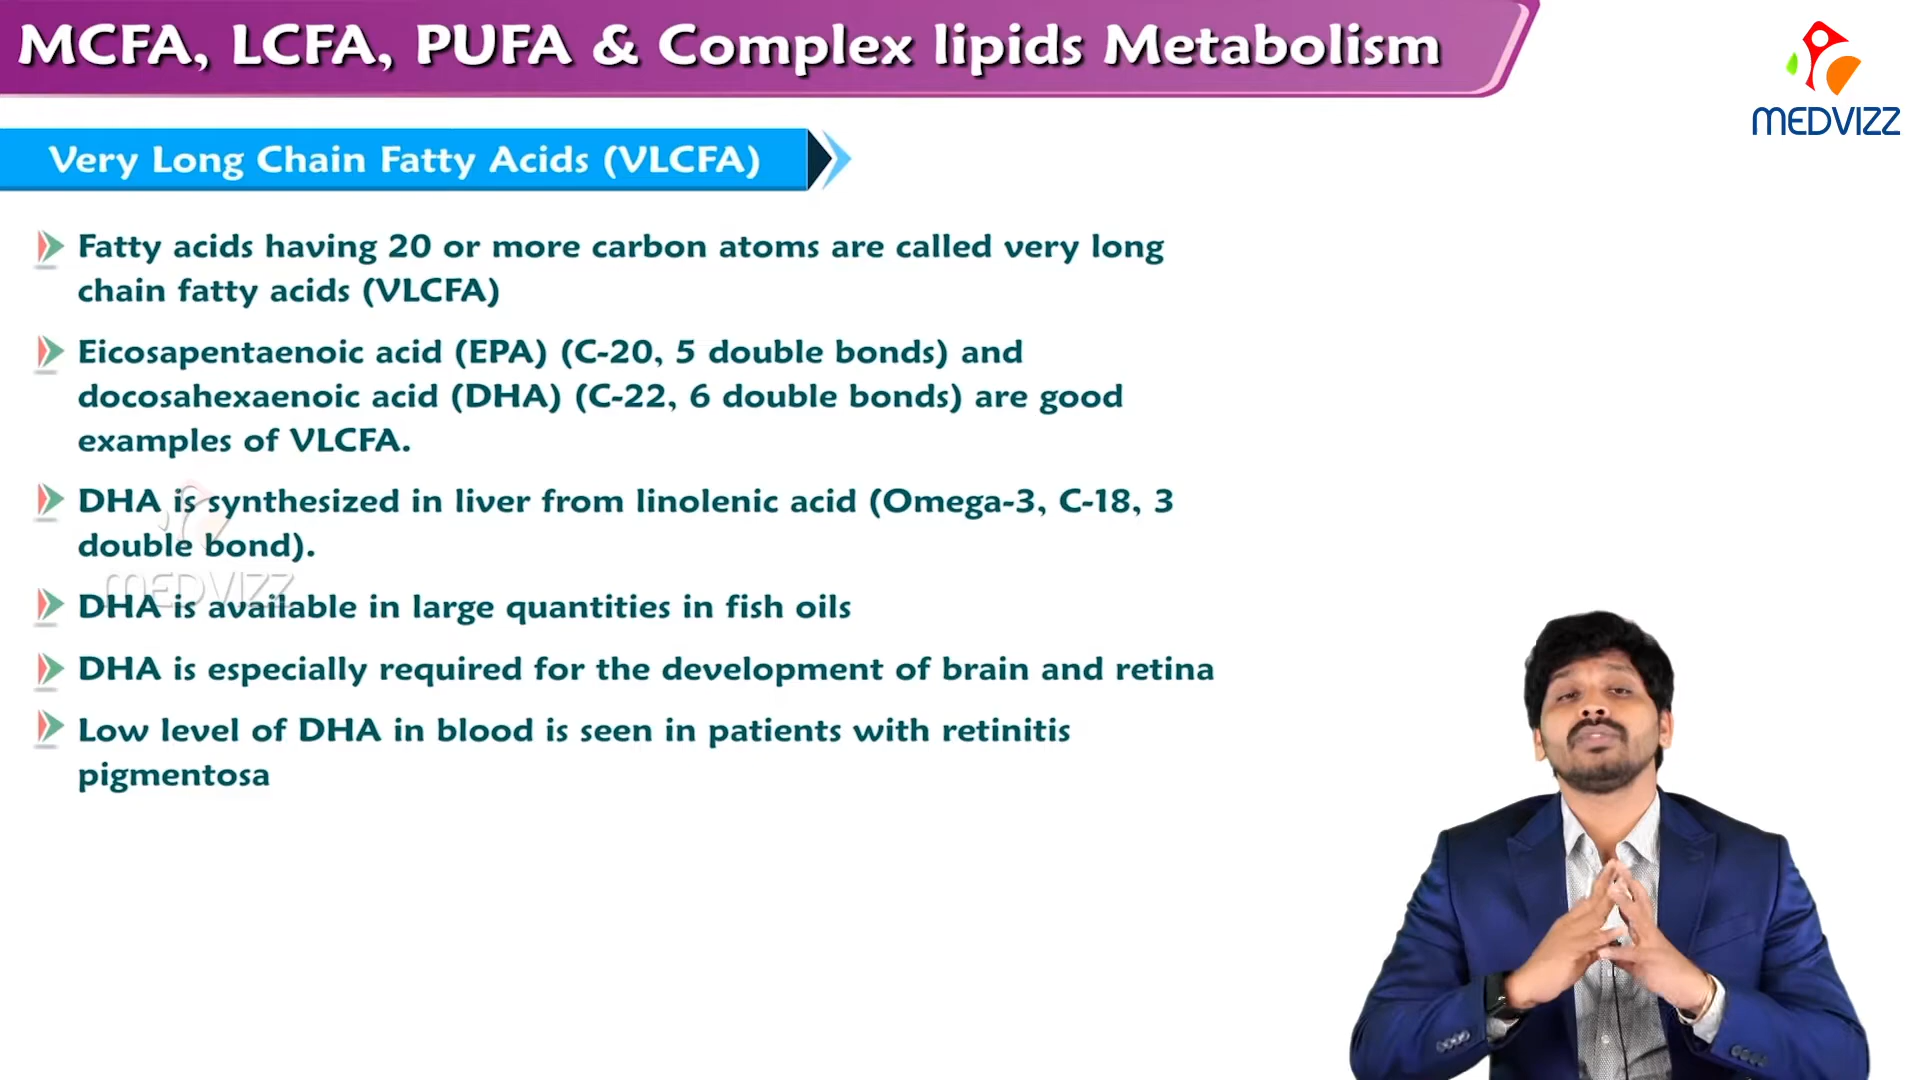 MCFA, LCFA, PUFA & Complex lipids Metabolism
MEDVIZZ
Very Long Chain Fatty Acids (VLCFA)
Fatty acids having 20 or more carbon atoms are called very long
chain fatty acids (VLCFA)
Eicosapentaenoic acid (EPA) (C-20, 5 double bonds) and
docosahexaenoic acid (DHA) (C-22, 6 double bonds) are good
examples of VLCFA.
DHA is synthesized in liver from linolenic acid (Omega-3, C-18, 3
double bond).
MEDVIZZ
DHA is available in large quantities in fish oils
DHA is especially required for the development of brain and retina
Low level of DHA in blood is seen in patients with retinitis
pigmentosa